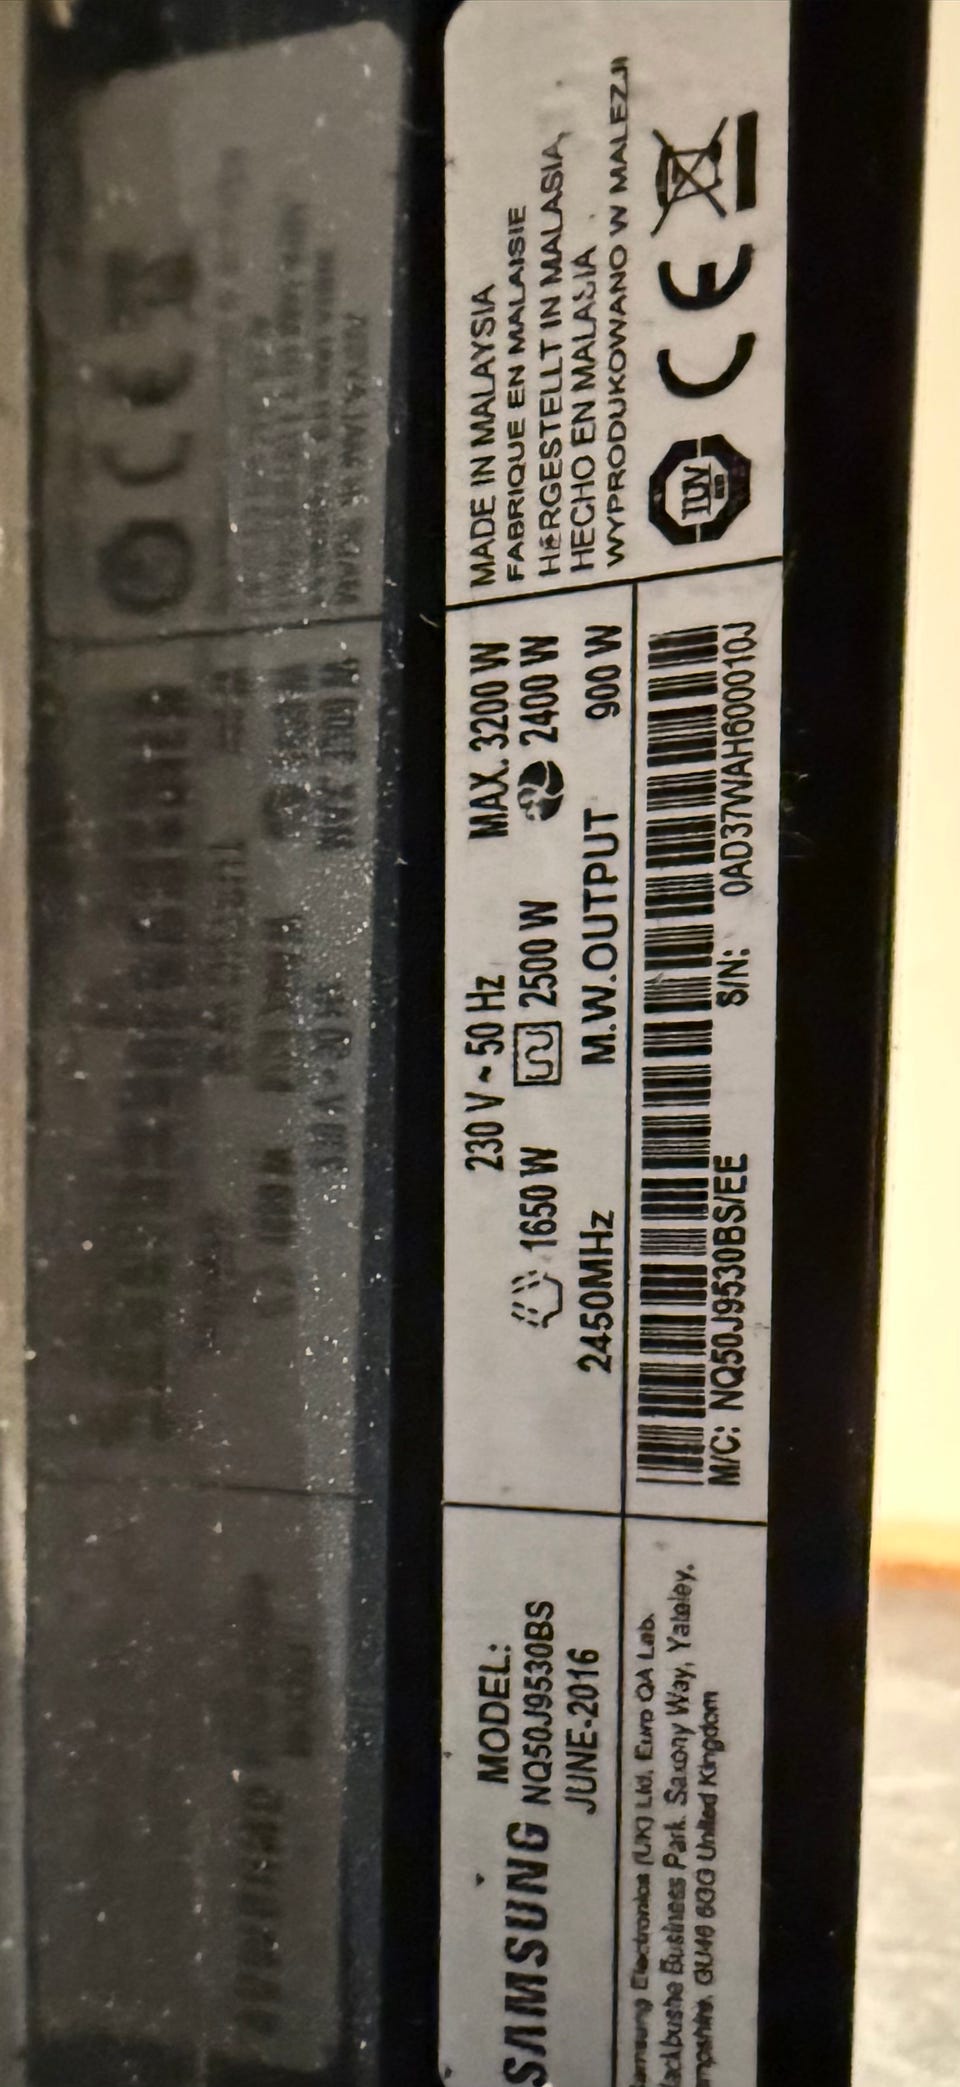 SAMSUNG
MODEL:
NQ50J9530BS
JUNE-2016
Samsung Electronics (UK) Ltd. Euro QA Lab.
Blackbushe Business Park. Saxony Way, Yateley,
GU46 6GG United Kingdom
230 V ~ 50 Hz MAX. 3200 W
1650 W 2500 W 2400 W
2450MHz M.W.OUTPUT 900 W
M/C: NQ50J9530BS/EE S/N: 0AD37WAH600010J
MADE IN MALAYSIA
FABRIQUE EN MALAISIE
HERGESTELLT IN MALASIA,
HECHO EN MALASIA
WYPRODUKOWANO W MALEZJI
TÜV CE